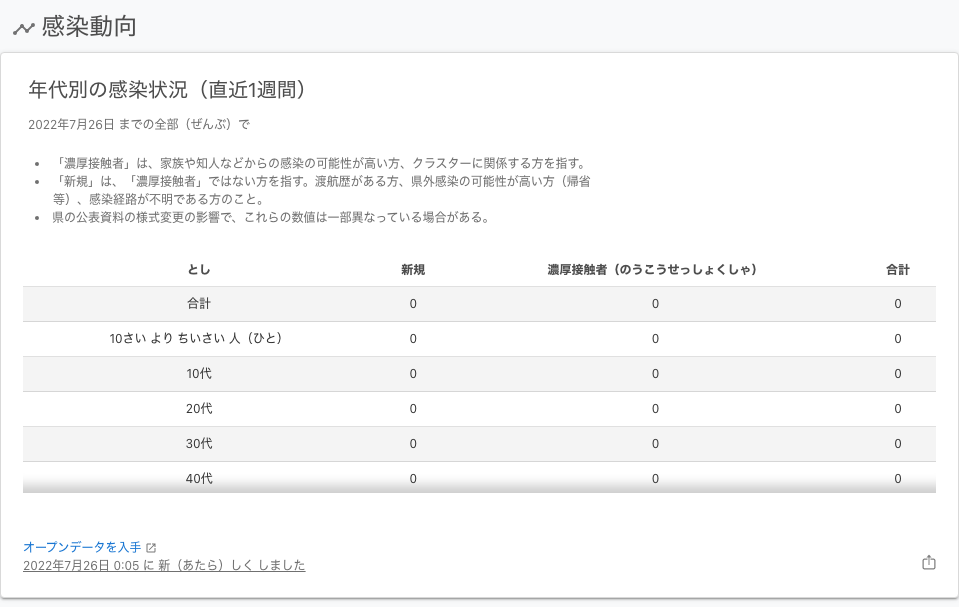 感染動向
年代別の感染状況（直近1週間）
2022年7月26日 までの全部（ぜんぶ）で
• 「濃厚接触者」は、家族や知人などからの感染の可能性が高い方、クラスターに関係する方を指す。
• 「新規」は、「濃厚接触者」ではない方を指す。渡航歴がある方、県外感染の可能性が高い方（帰省
等）、感染経路が不明である方のこと。
• 県の公表資料の様式変更の影響で、これらの数値は一部異なっている場合がある。
とし 新規 濃厚接触者（のうこうせっしょくしゃ） 合計
合計 0 0 0
10さい より ちいさい 人（ひと） 0 0 0
10代 0 0 0
20代 0 0 0
30代 0 0 0
40代 0 0 0
オープンデータを入手
2022年7月26日 0:05 に 新（あたら）しく しました